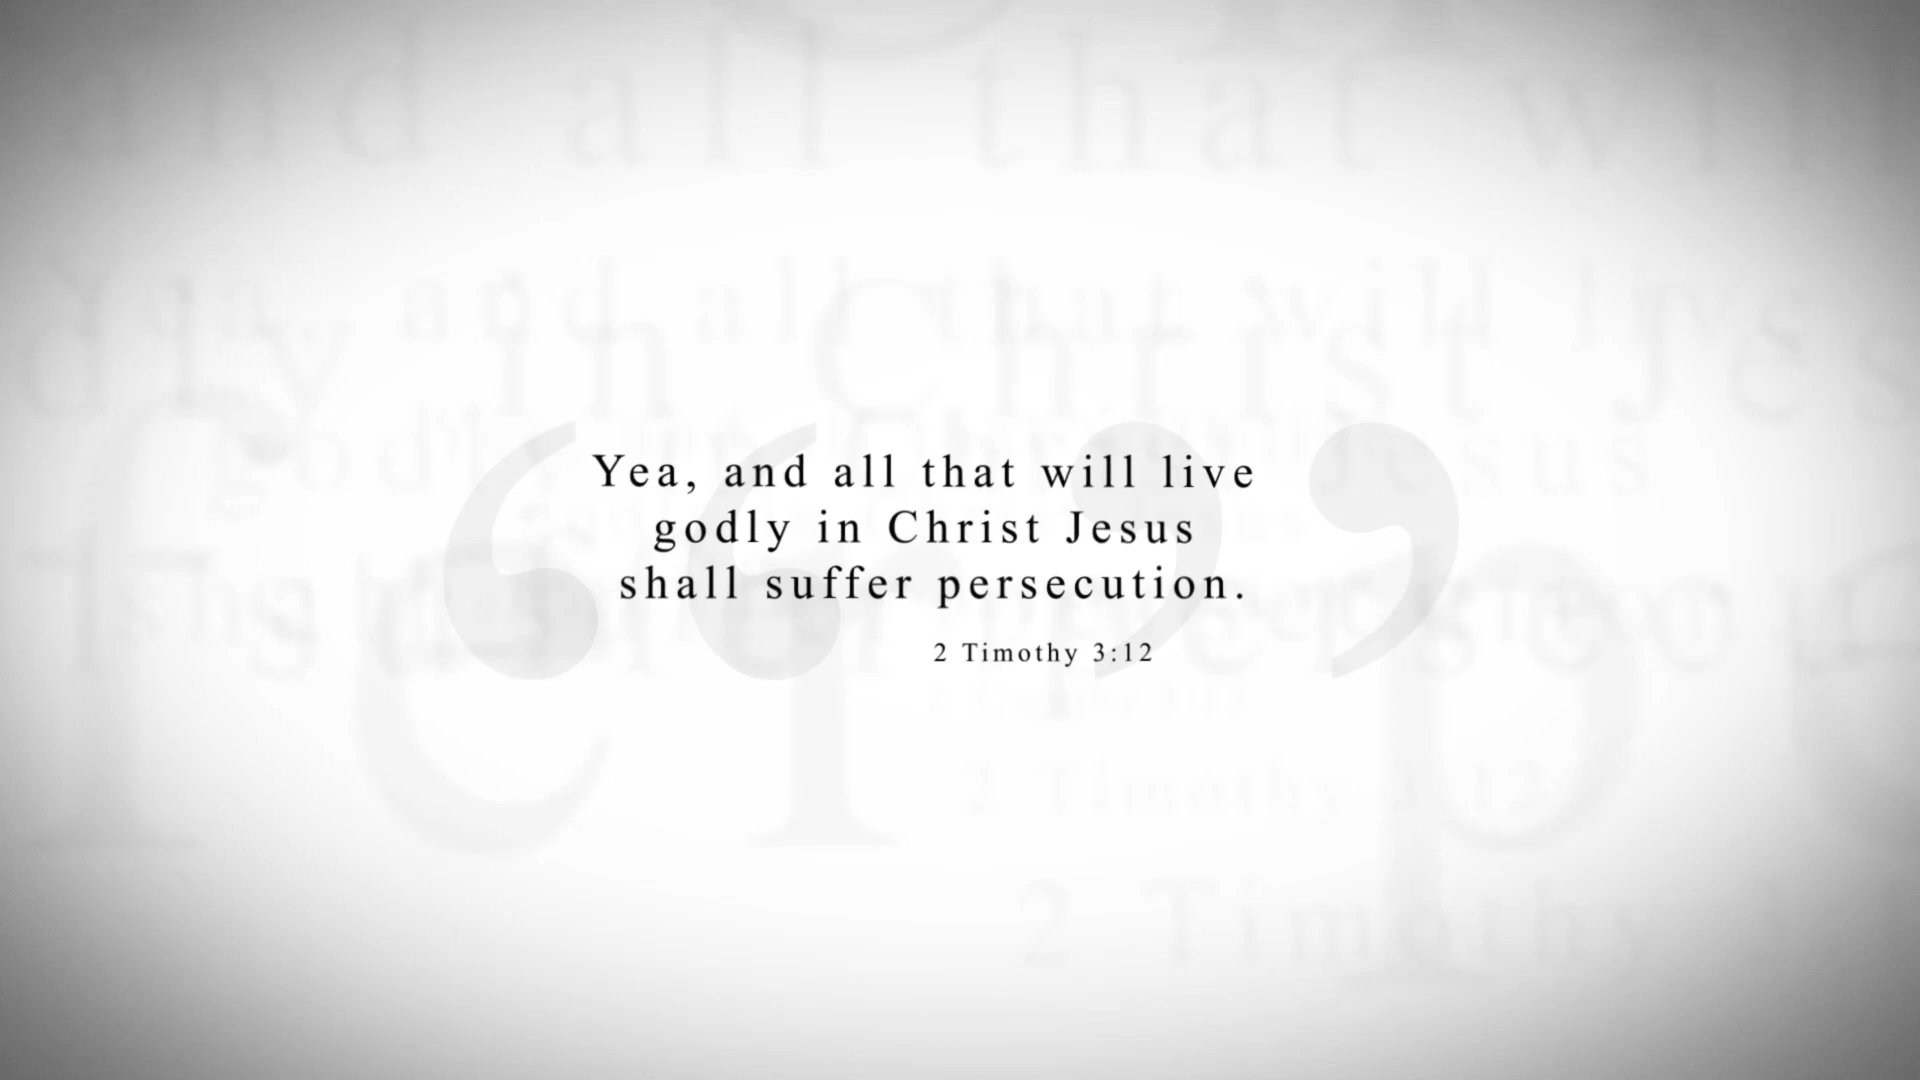 Yea, and all that will live
godly in Christ Jesus
shall suffer persecution.
2 Timothy 3:12